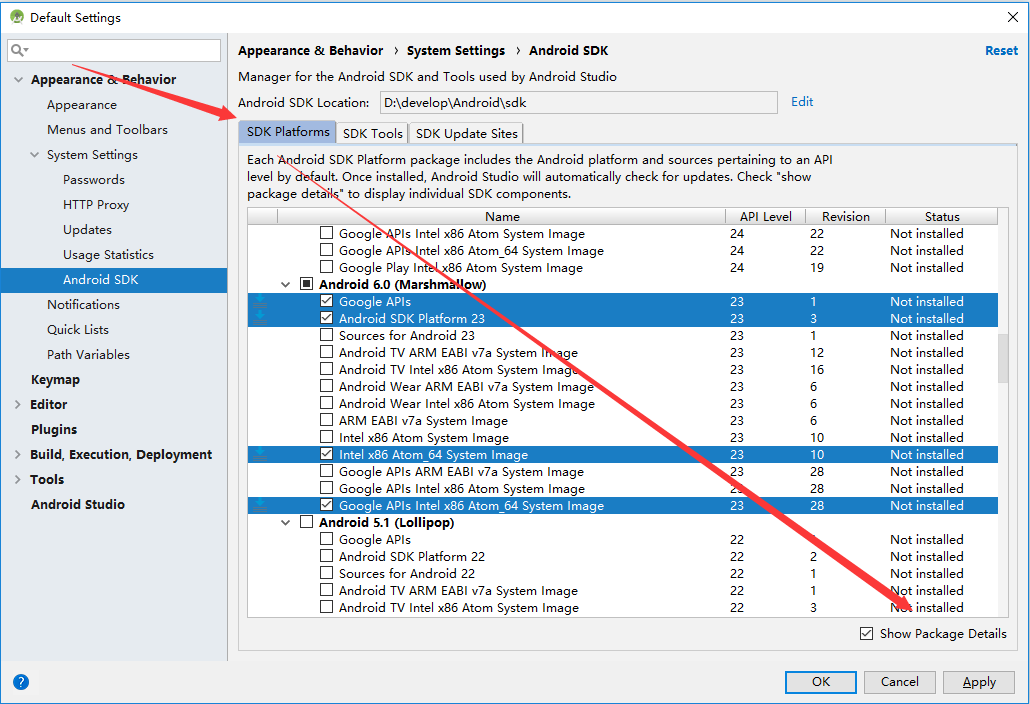 Default Settings
Appearance & Behavior
Appearance
Menus and Toolbars
System Settings
Passwords
HTTP Proxy
Updates
Usage Statistics
Android SDK
Notifications
Quick Lists
Path Variables
Keymap
Editor
Plugins
Build, Execution, Deployment
Tools
Android Studio
Appearance & Behavior › System Settings › Android SDK
Reset
Manager for the Android SDK and Tools used by Android Studio
Android SDK Location: D:\develop\Android\sdk Edit
SDK Platforms SDK Tools SDK Update Sites
Each Android SDK Platform package includes the Android platform and sources pertaining to an API
level by default. Once installed, Android Studio will automatically check for updates. Check "show
package details" to display individual SDK components.
Name API Level Revision Status
Google APIs Intel x86 Atom System Image 24 22 Not installed
Google APIs Intel x86 Atom_64 System Image 24 22 Not installed
Google Play Intel x86 Atom System Image 24 19 Not installed
Android 6.0 (Marshmallow)
Google APIs 23 1 Not installed
Android SDK Platform 23 23 3 Not installed
Sources for Android 23 23 1 Not installed
Android TV ARM EABI v7a System Image 23 12 Not installed
Android TV Intel x86 Atom System Image 23 16 Not installed
Android Wear ARM EABI v7a System Image 23 6 Not installed
Android Wear Intel x86 Atom System Image 23 6 Not installed
ARM EABI v7a System Image 23 6 Not installed
Intel x86 Atom System Image 23 10 Not installed
Intel x86 Atom_64 System Image 23 10 Not installed
Google APIs ARM EABI v7a System Image 23 28 Not installed
Google APIs Intel x86 Atom System Image 23 28 Not installed
Google APIs Intel x86 Atom_64 System Image 23 28 Not installed
Android 5.1 (Lollipop)
Google APIs 22 Not installed
Android SDK Platform 22 22 2 Not installed
Sources for Android 22 22 1 Not installed
Android TV ARM EABI v7a System Image 22 1 Not installed
Android TV Intel x86 Atom System Image 22 3 Not installed
Show Package Details
? OK Cancel Apply